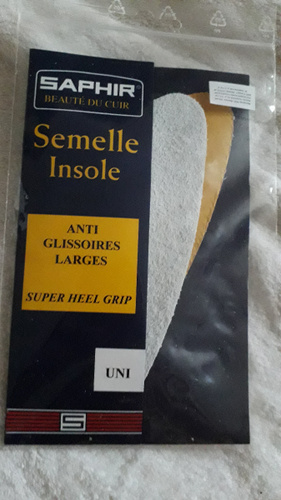 SAPHIR
BEAUTÉ DU CUIR
Semelle
Insole
ANTI
GLISSOIRES
LARGES
SUPER HEEL GRIP
UNI
S